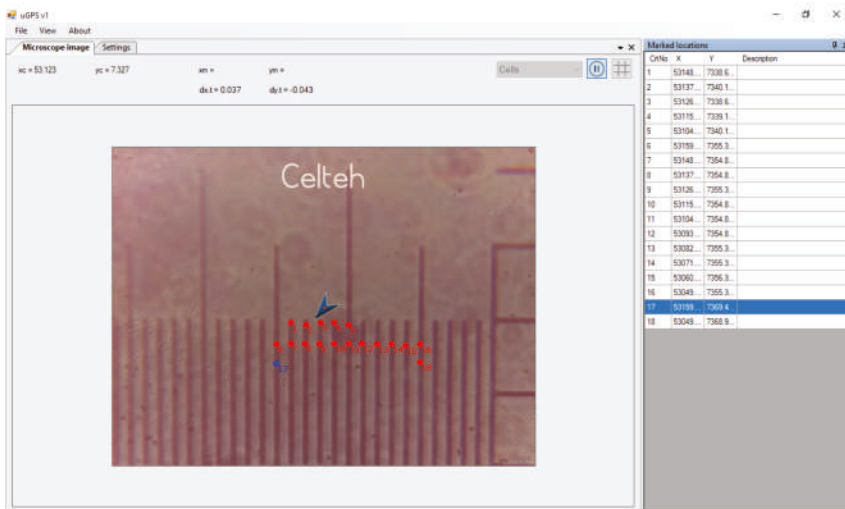 uGPS v1
File View About
Microscope image Settings
xc = 53.123 yc = 7.327 xm = ym =
dx.t = 0.037 dy.t = -0.043
Cells
Celteh
17
18
Marked locations
CrtNo X Y Description
1 53148... 7338.6...
2 53137... 7340.1...
3 53126... 7338.6...
4 53115... 7339.1...
5 53104... 7340.1...
6 53159... 7355.3...
7 53148... 7354.8...
8 53137... 7354.8...
9 53126... 7355.3...
10 53115... 7354.8...
11 53104... 7354.8...
12 53093... 7354.8...
13 53082... 7355.3...
14 53071... 7355.3...
15 53060... 7356.3...
16 53049... 7355.3...
17 53159... 7369.4...
18 53049... 7368.9...